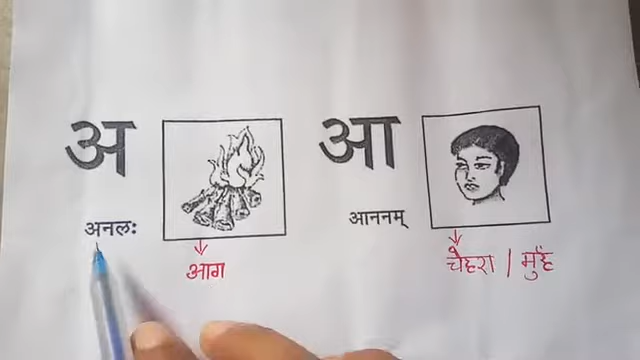 अ
अनलः
आग
आ
आननम्
चेहरा / मुँह